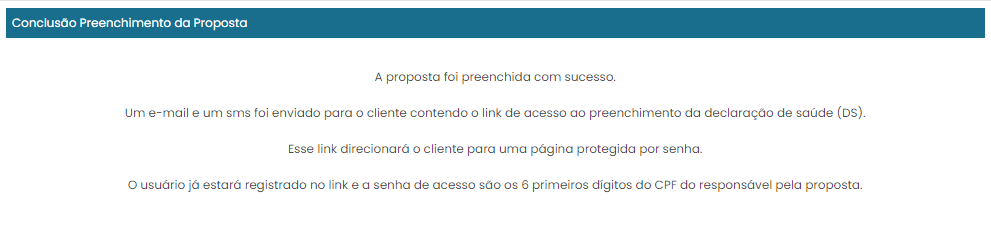 Conclusão Preenchimento da Proposta
A proposta foi preenchida com sucesso.
Um e-mail e um sms foi enviado para o cliente contendo o link de acesso ao preenchimento da declaração de saúde (DS).
Esse link direcionará o cliente para uma página protegida por senha.
O usuário já estará registrado no link e a senha de acesso são os 6 primeiros dígitos do CPF do responsável pela proposta.